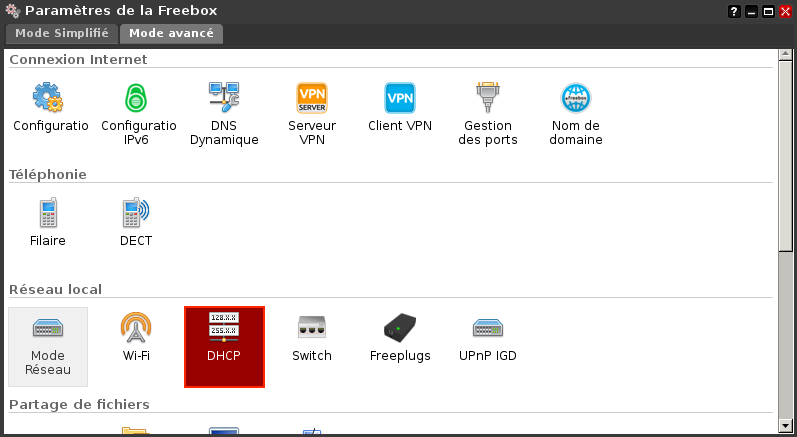 Paramètres de la Freebox
?
Mode Simplifié Mode avancé
Connexion Internet
VPN
SERVER
VPN
eFreebox
Configuratio Configuratio DNS Serveur Client VPN Gestion Nom de
IPv6 Dynamique VPN des ports domaine
Téléphonie
Filaire DECT
Réseau local
128.X.X
255.X.X
Mode Wi-Fi DHCP Switch Freeplugs UPnP IGD
Réseau
Partage de fichiers